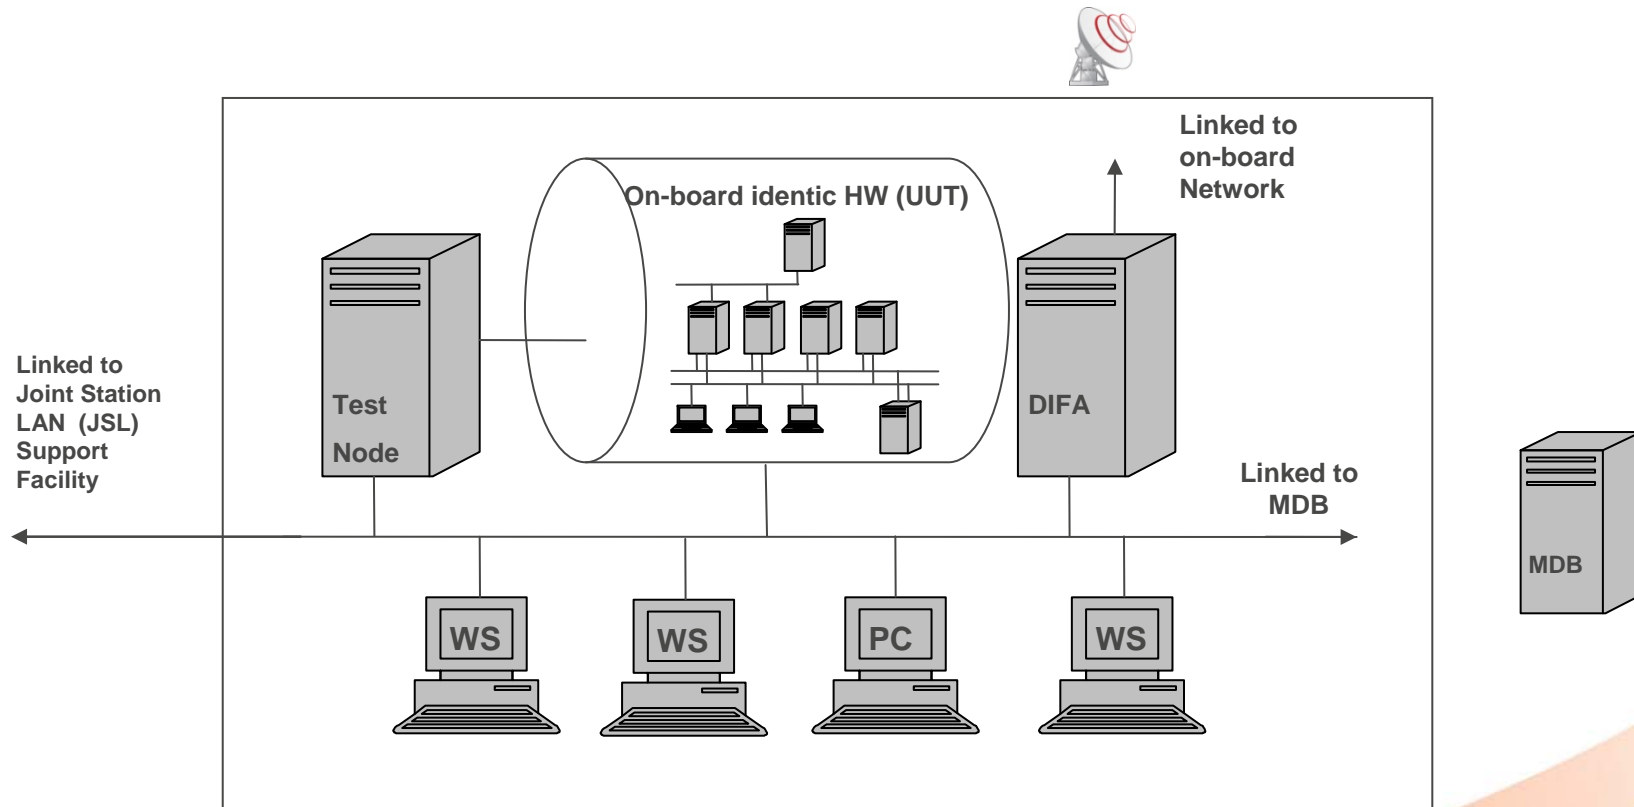 Linked to
on-board
Network
On-board identic HW (UUT)
Linked to
Joint Station
LAN (JSL)
Support
Facility
Test
Node
DIFA
Linked to
MDB
MDB
WS
WS
PC
WS